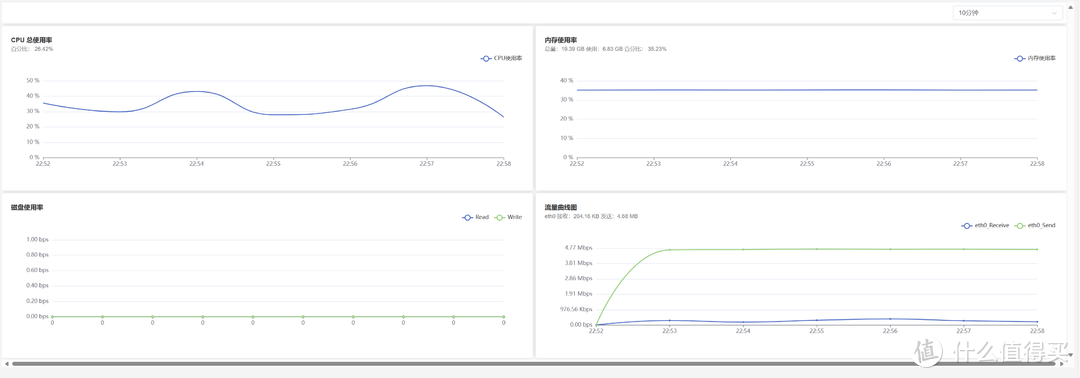 10分钟
CPU 总使用率
百分比: 26.42%
CPU使用率
50 %
40 %
30 %
20 %
10 %
0 %
22:52 22:53 22:54 22:55 22:56 22:57 22:58
内存使用率
总量: 19.39 GB 使用: 6.83 GB 百分比: 35.23%
内存使用率
40 %
30 %
20 %
10 %
0 %
22:52 22:53 22:54 22:55 22:56 22:57 22:58
磁盘使用率
Read Write
1.00 bps
0.80 bps
0.60 bps
0.40 bps
0.20 bps
0.00 bps
0 0 0 0 0 0 0 0 0 0
流量曲线图
eth0 接收: 204.16 KB 发送: 4.68 MB
eth0_Receive eth0_Send
4.77 Mbps
3.81 Mbps
2.86 Mbps
1.91 Mbps
976.56 Kbps
0.00 bps
22:52 22:53 22:54 22:55 22:56 22:57 22:58
值 什么值得买